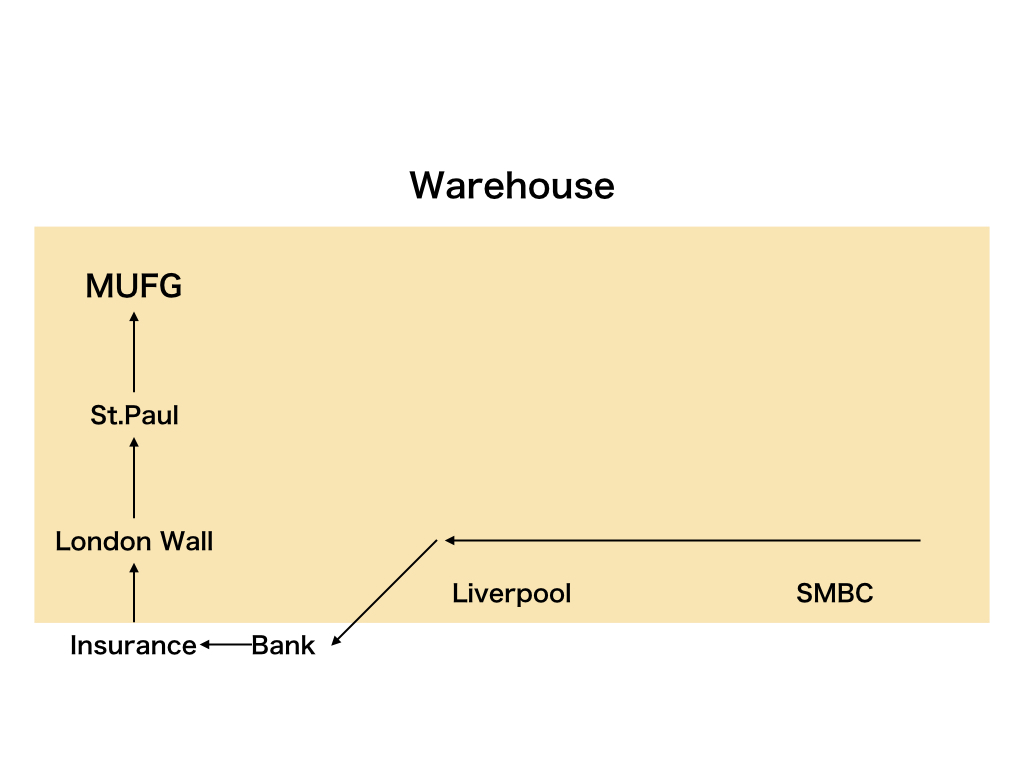 Warehouse
MUFG
St.Paul
London Wall
Liverpool
SMBC
Insurance
Bank